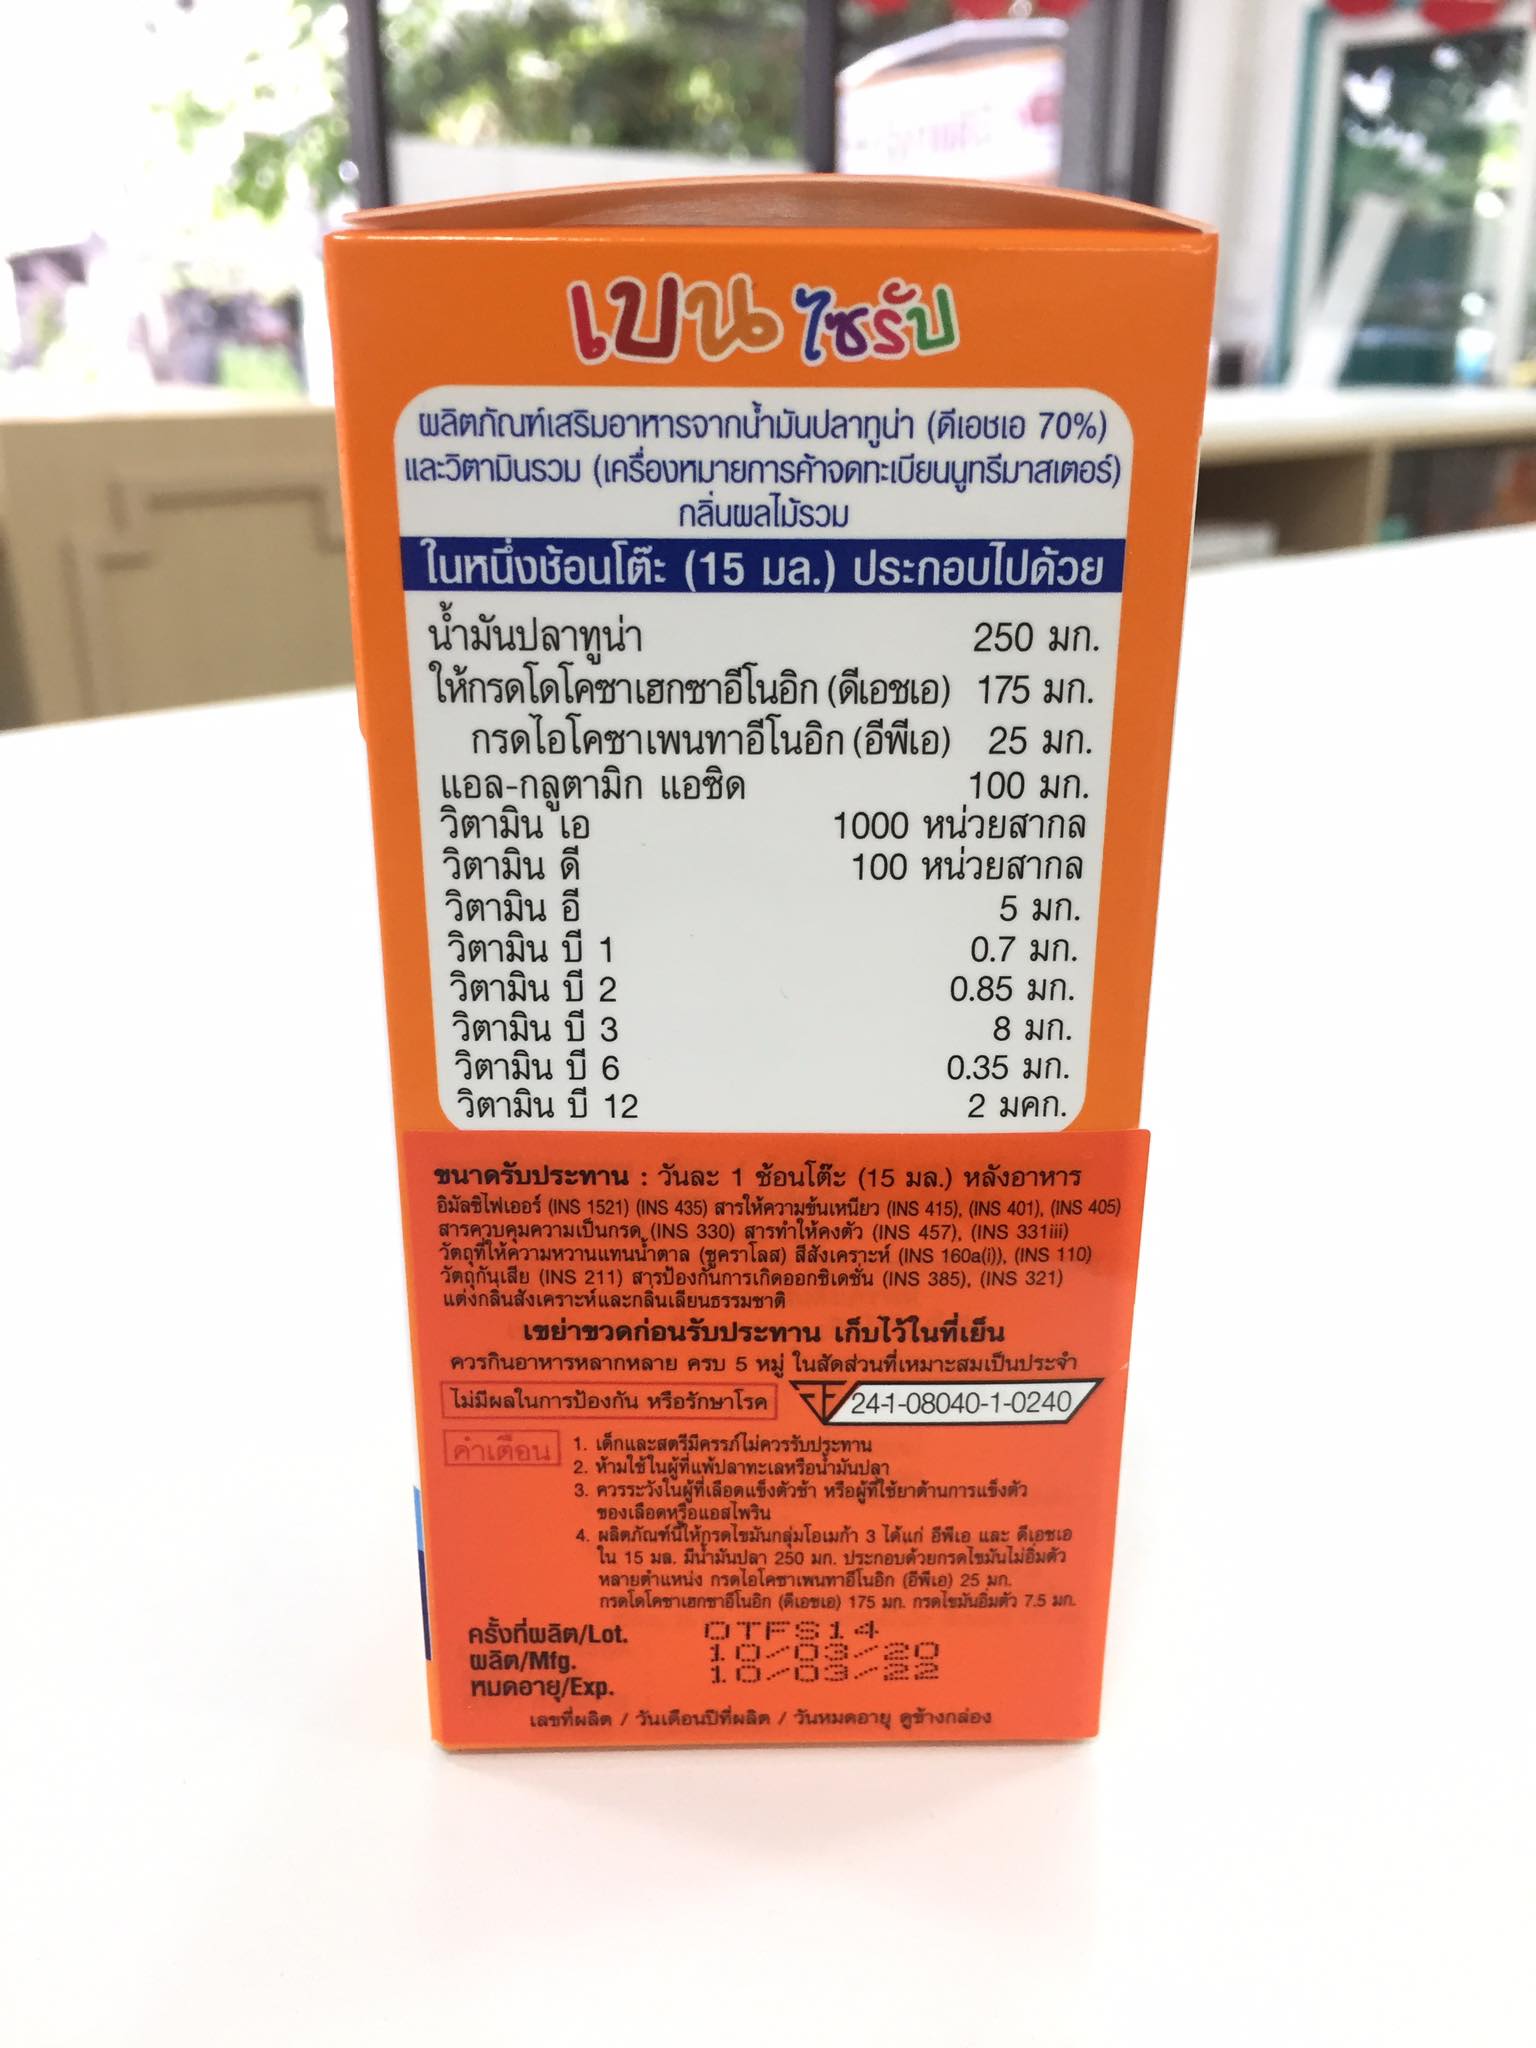 เบน ไซรัป
ผลิตภัณฑ์เสริมอาหารจากน้ำมันปลาทูน่า (ดีเอชเอ 70%)
และวิตามินรวม (เครื่องหมายการค้าจดทะเบียนนูทรีมาสเตอร์)
กลิ่นผลไม้รวม
ในหนึ่งช้อนโต๊ะ (15 มล.) ประกอบไปด้วย
น้ำมันปลาทูน่า 250 มก.
ให้กรดโดโคซาเฮกซาอีโนอิก (ดีเอชเอ) 175 มก.
กรดไอโคซาเพนทาอีโนอิก (อีพีเอ) 25 มก.
แอล-กลูตามิก แอซิด 100 มก.
วิตามิน เอ 1000 หน่วยสากล
วิตามิน ดี 100 หน่วยสากล
วิตามิน อี 5 มก.
วิตามิน บี 1 0.7 มก.
วิตามิน บี 2 0.85 มก.
วิตามิน บี 3 8 มก.
วิตามิน บี 6 0.35 มก.
วิตามิน บี 12 2 มคก.
ขนาดรับประทาน : วันละ 1 ช้อนโต๊ะ (15 มล.) หลังอาหาร
อิมัลซิไฟเออร์ (INS 1521) (INS 435) สารให้ความข้นเหนียว (INS 415), (INS 401), (INS 405)
สารควบคุมความเป็นกรด (INS 330) สารทำให้คงตัว (INS 457), (INS 331iii)
วัตถุที่ให้ความหวานแทนน้ำตาล (ซูคราโลส) สีสังเคราะห์ (INS 160a(i)), (INS 110)
วัตถุกันเสีย (INS 211) สารป้องกันการเกิดออกซิเดชั่น (INS 385), (INS 321)
แต่งกลิ่นสังเคราะห์และกลิ่นเลียนธรรมชาติ
เขย่าขวดก่อนรับประทาน เก็บไว้ในที่เย็น
ควรกินอาหารหลากหลาย ครบ 5 หมู่ ในสัดส่วนที่เหมาะสมเป็นประจำ
ไม่มีผลในการป้องกัน หรือรักษาโรค 24-1-08040-1-0240
คำเตือน 1. เด็กและสตรีมีครรภ์ไม่ควรรับประทาน
2. ห้ามใช้ในผู้ที่แพ้ปลาทะเลหรือน้ำมันปลา
3. ควรระวังในผู้ที่เลือดแข็งตัวช้า หรือผู้ที่ใช้ยาต้านการแข็งตัว
ของเลือดหรือแอสไพริน
4. ผลิตภัณฑ์นี้ให้กรดไขมันกลุ่มโอเมก้า 3 ได้แก่ อีพีเอ และ ดีเอชเอ
ใน 15 มล. มีน้ำมันปลา 250 มก. ประกอบด้วยกรดไขมันไม่อิ่มตัว
หลายตำแหน่ง กรดไอโคซาเพนทาอีโนอิก (อีพีเอ) 25 มก.
กรดโดโคซาเฮกซาอีโนอิก (ดีเอชเอ) 175 มก. กรดไขมันอิ่มตัว 7.5 มก.
ครั้งที่ผลิต/Lot. OTFS14
ผลิต/Mfg. 10/03/20
หมดอายุ/Exp. 10/03/22
เลขที่ผลิต / วันเดือนปีที่ผลิต / วันหมดอายุ ดูข้างกล่อง